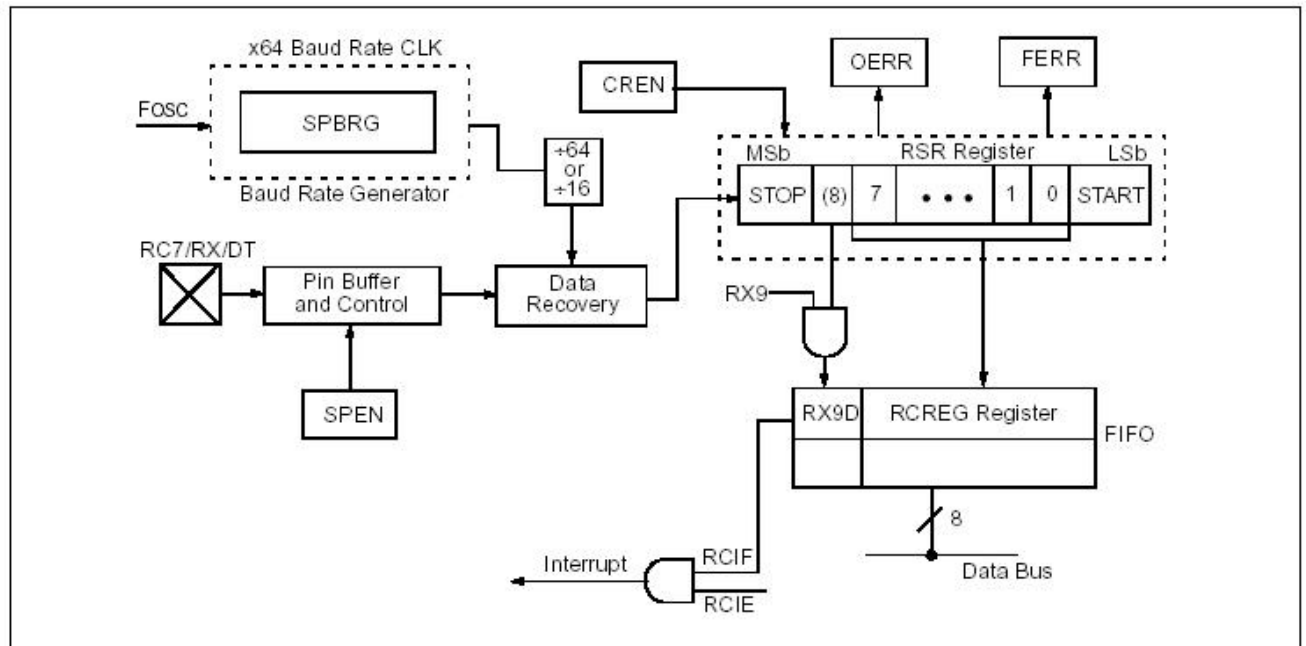 x64 Baud Rate CLK
Fosc
SPBRG
Baud Rate Generator
÷64
or
÷16
CREN
OERR
FERR
MSb
RSR Register
LSb
STOP
(8)
7
• • •
1
0
START
RC7/RX/DT
Pin Buffer
and Control
Data
Recovery
SPEN
RX9
RX9D
RCREG Register
FIFO
8
Data Bus
Interrupt
RCIF
RCIE